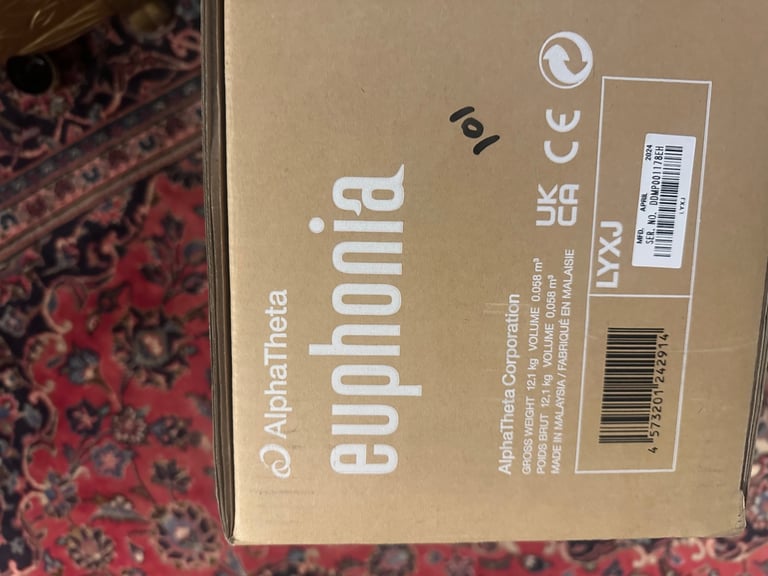 AlphaTheta
euphonia
101
AlphaTheta Corporation
GROSS WEIGHT 12.1 kg VOLUME 0.058 m³
POIDS BRUT 12,1 kg VOLUME 0,058 m³
MADE IN MALAYSIA / FABRIQUÉ EN MALAISIE
UK
CA
CE
4 573201 242914
LYXJ
MFD. APRIL 2024
SER. NO. DDMP001178EH
LYXJ